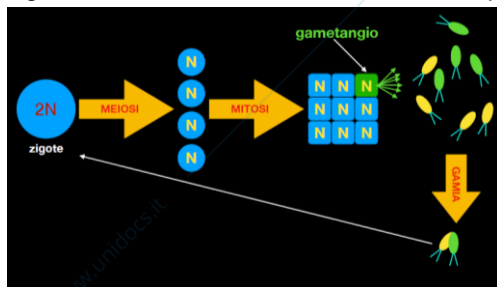 gametangio
2N
MEIOSI
N
N
N
N
MITOSI
N N N
N N N
N N N
zigote
GAMIA
www.unidocs.it